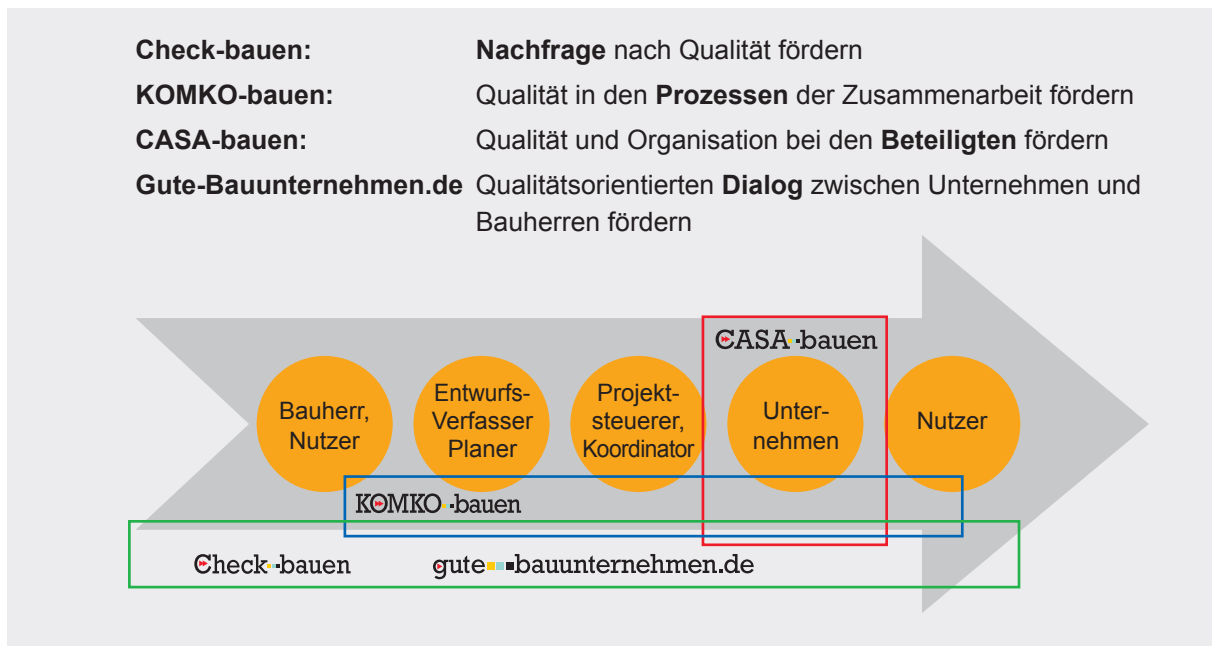 Check-bauen: Nachfrage nach Qualität fördern
KOMKO-bauen: Qualität in den Prozessen der Zusammenarbeit fördern
CASA-bauen: Qualität und Organisation bei den Beteiligten fördern
Gute-Bauunternehmen.de Qualitätsorientierten Dialog zwischen Unternehmen und
Bauherren fördern
CASA-bauen
Bauherr,
Nutzer
Entwurfs-
Verfasser
Planer
Projekt-
steuerer,
Koordinator
Unter-
nehmen
Nutzer
KOMKO-bauen
Check-bauen
gute-bauunternehmen.de